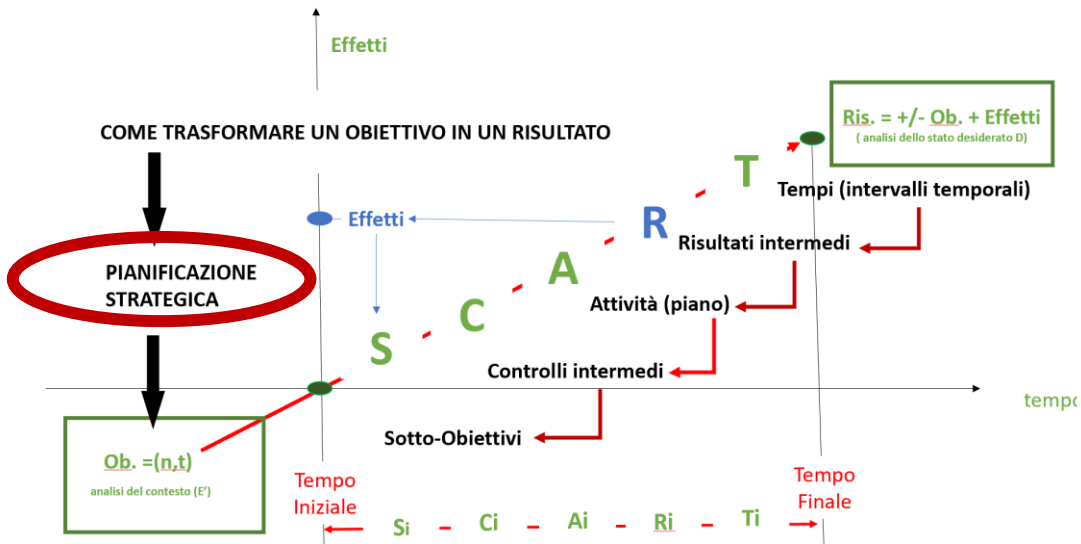 Effetti
COME TRASFORMARE UN OBIETTIVO IN UN RISULTATO
Ris. = +/- Ob. + Effetti
( analisi dello stato desiderato D)
T
Tempi (intervalli temporali)
Effetti
R
Risultati intermedi
PIANIFICAZIONE
STRATEGICA
A
Attività (piano)
C
S
Controlli intermedi
tempo
Sotto-Obiettivi
Ob. =(n,t)
analisi del contesto (E')
Tempo
Iniziale
Tempo
Finale
Si - Ci - Ai - Ri - Ti